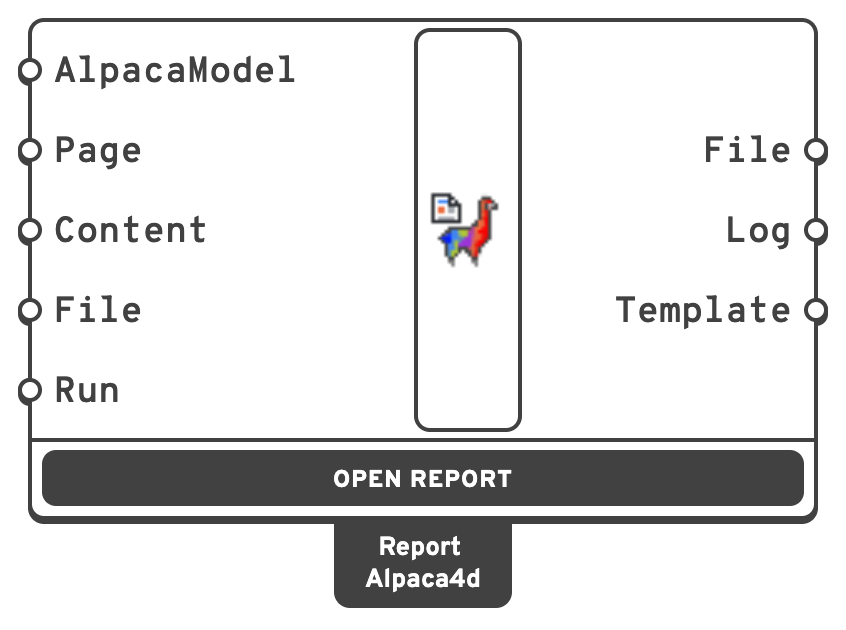 AlpacaModel
Page
Content
File
Run
File
Log
Template
OPEN REPORT
Report
Alpaca4d